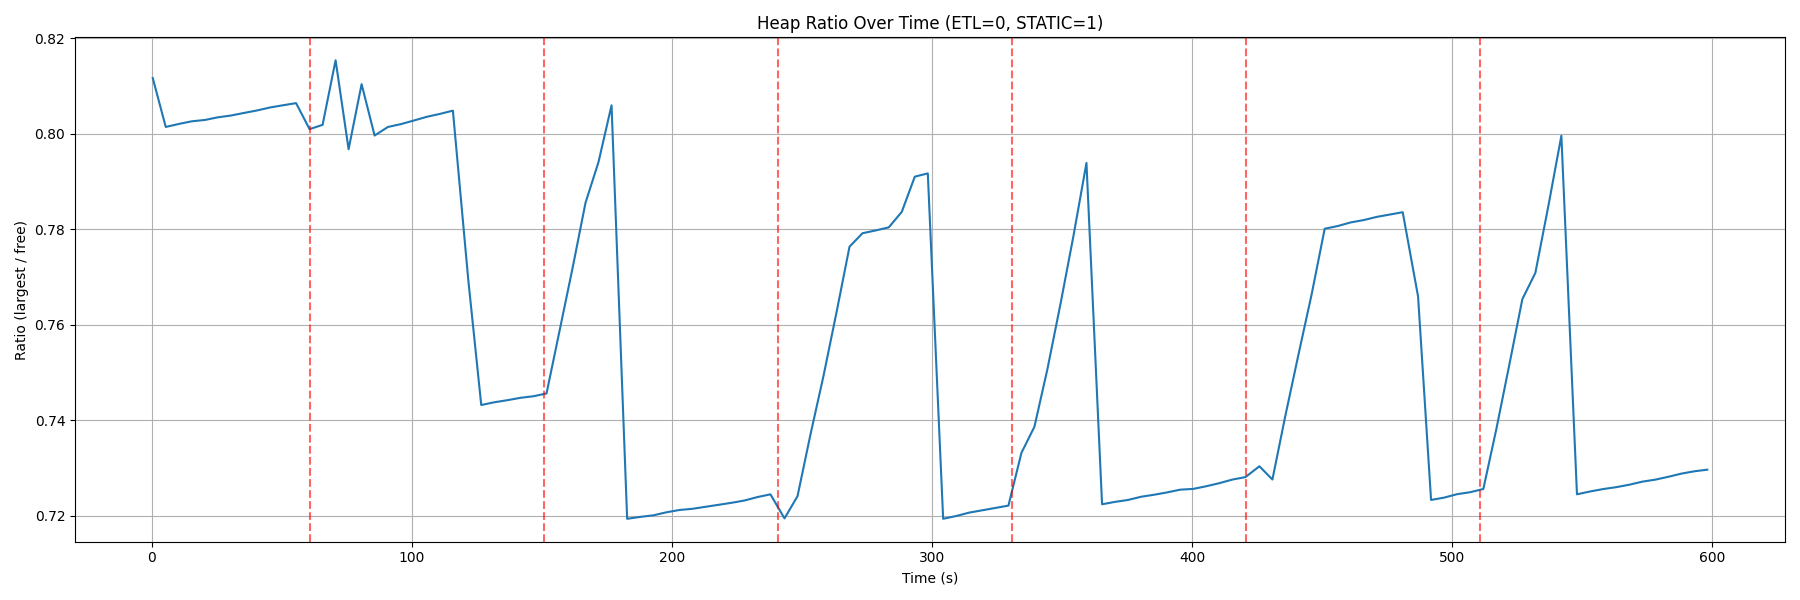 Heap Ratio Over Time (ETL=0, STATIC=1)
Ratio (largest / free)
0.82
0.80
0.78
0.76
0.74
0.72
0 100 200 300 400 500 600
Time (s)